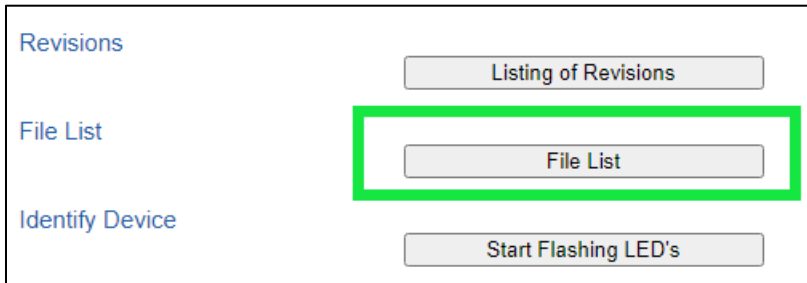 Revisions
Listing of Revisions
File List
File List
Identify Device
Start Flashing LED's